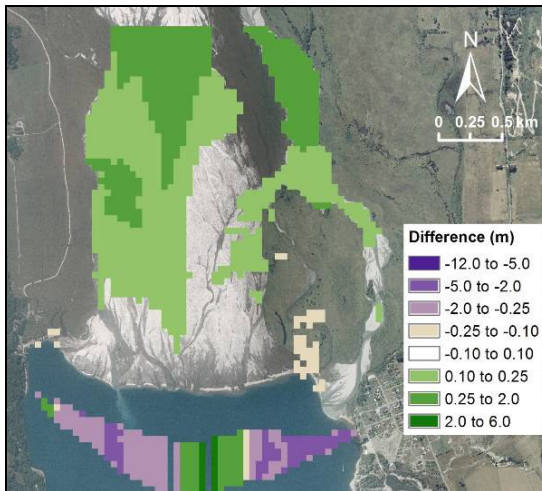 N
0 0.25 0.5 km
Difference (m)
-12.0 to -5.0
-5.0 to -2.0
-2.0 to -0.25
-0.25 to -0.10
-0.10 to 0.10
0.10 to 0.25
0.25 to 2.0
2.0 to 6.0